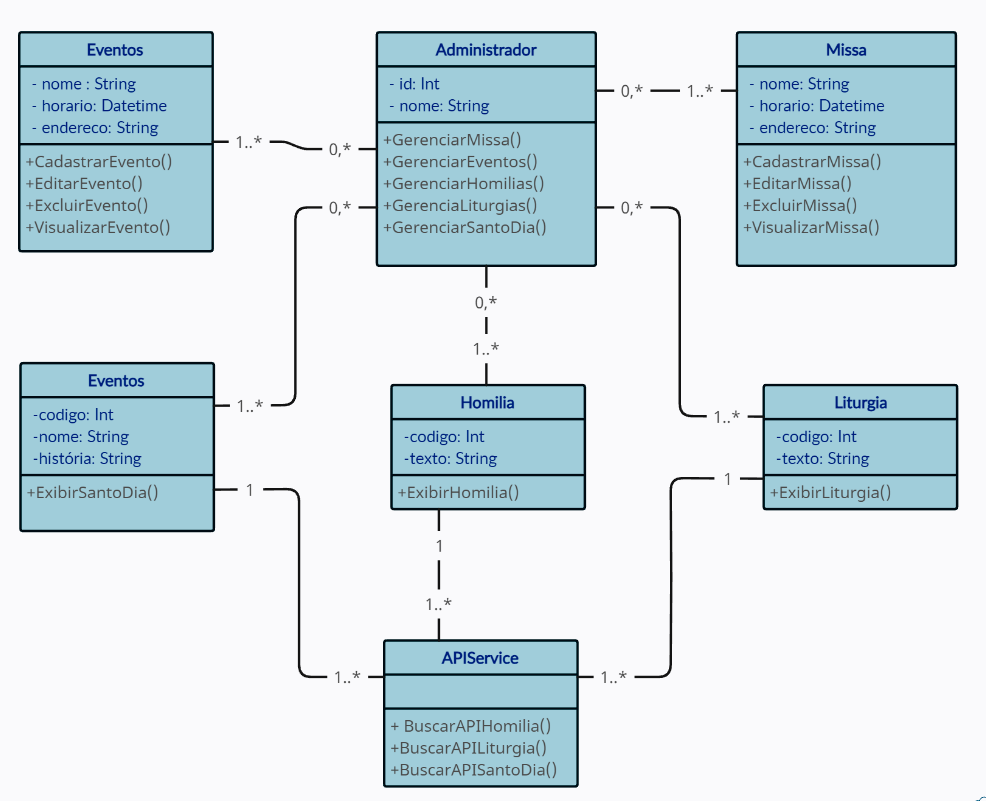 Eventos
- nome : String
- horario: Datetime
- endereco: String
+CadastrarEvento()
+EditarEvento()
+ExcluirEvento()
+VisualizarEvento()
1..*
0,*
Administrador
- id: Int
- nome: String
+GerenciarMissa()
+GerenciarEventos()
+GerenciarHomilias()
+GerenciaLiturgias()
+GerenciarSantoDia()
0,*
1..*
Missa
- nome: String
- horario: Datetime
- endereco: String
+CadastrarMissa()
+EditarMissa()
+ExcluirMissa()
+VisualizarMissa()
0,*
0,*
0,*
1..*
Eventos
-codigo: Int
-nome: String
-história: String
+ExibirSantoDia()
1..*
1
Homilia
-codigo: Int
-texto: String
+ExibirHomilia()
1..*
1
Liturgia
-codigo: Int
-texto: String
+ExibirLiturgia()
1
1..*
1..*
1..*
APIService
+ BuscarAPIHomilia()
+BuscarAPILiturgia()
+BuscarAPISantoDia()